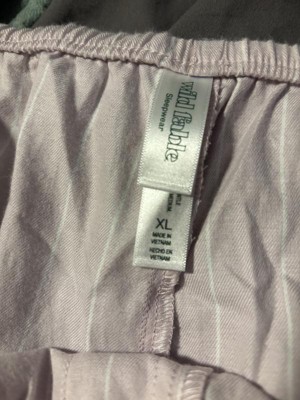 wild fable
Sleepwear
XL
MADE IN
VIETNAM
HECHO EN
VIETNAM